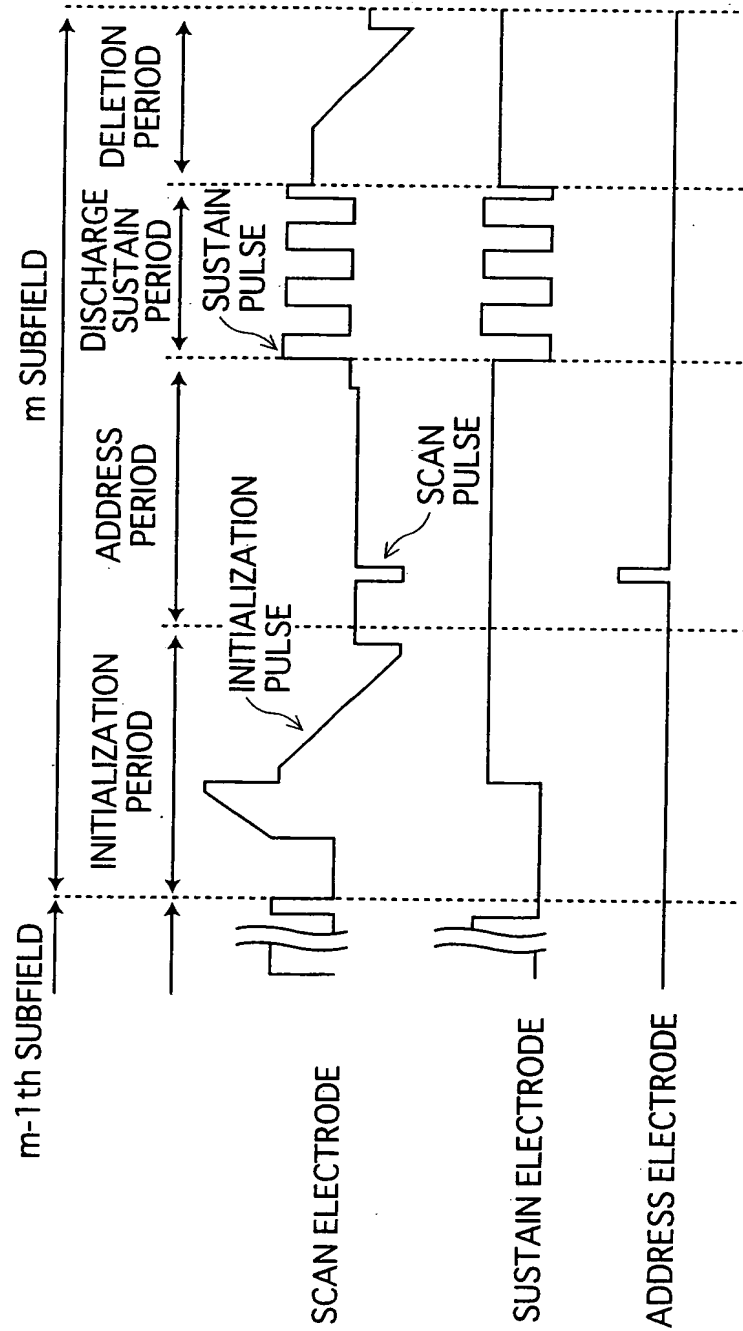 m-1th SUBFIELD
m SUBFIELD
INITIALIZATION
PERIOD
ADDRESS
PERIOD
DISCHARGE
SUSTAIN
PERIOD
DELETION
PERIOD
INITIALIZATION
PULSE
SCAN
PULSE
SUSTAIN
PULSE
SCAN ELECTRODE
SUSTAIN ELECTRODE
ADDRESS ELECTRODE